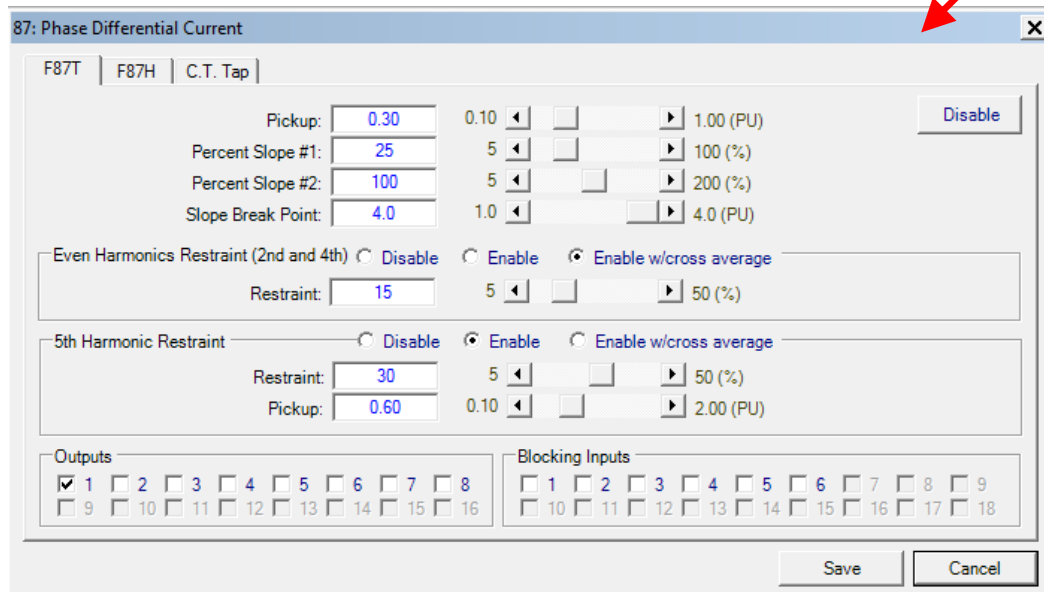 87: Phase Differential Current
F87T F87H C.T. Tap
Pickup: 0.30 0.10 1.00 (PU) Disable
Percent Slope #1: 25 5 100 (%)
Percent Slope #2: 100 5 200 (%)
Slope Break Point: 4.0 1.0 4.0 (PU)
Even Harmonics Restraint (2nd and 4th) Disable Enable Enable w/cross average
Restraint: 15 5 50 (%)
5th Harmonic Restraint Disable Enable Enable w/cross average
Restraint: 30 5 50 (%)
Pickup: 0.60 0.10 2.00 (PU)
Outputs
1 2 3 4 5 6 7 8
9 10 11 12 13 14 15 16
Blocking Inputs
1 2 3 4 5 6 7 8 9
10 11 12 13 14 15 16 17 18
Save Cancel